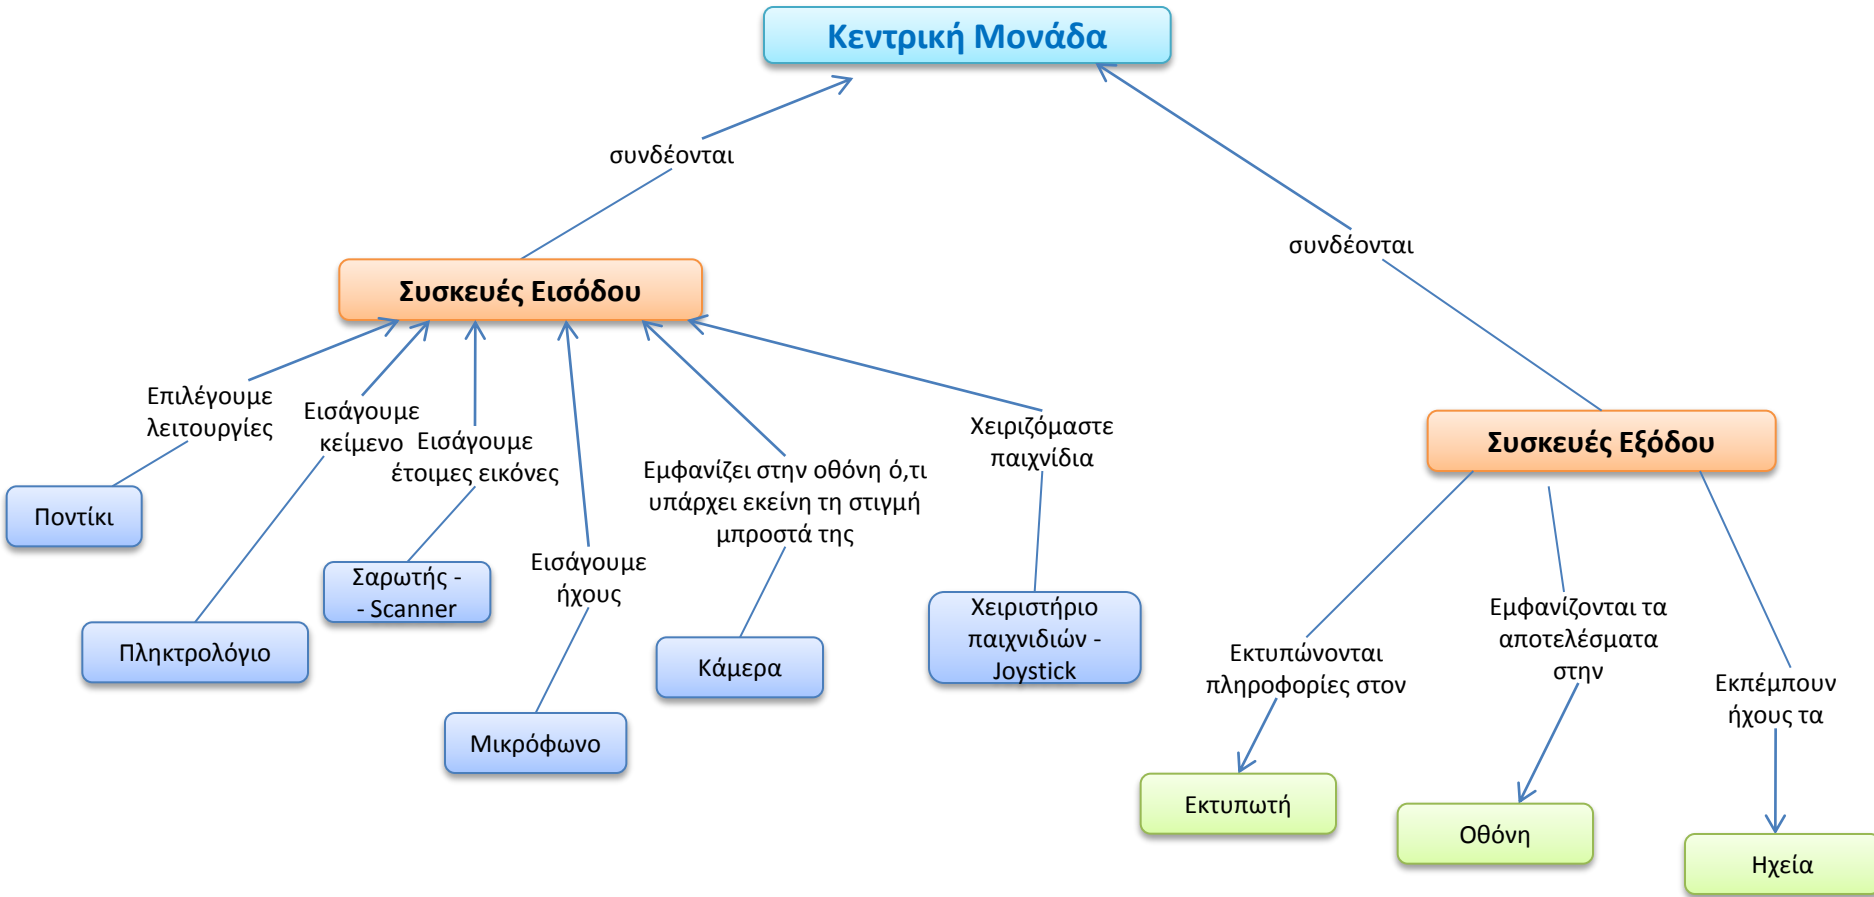 Κεντρική Μονάδα
συνδέονται
συνδέονται
Συσκευές Εισόδου
Επιλέγουμε
λειτουργίες
Εισάγουμε
κείμενο
Εισάγουμε
έτοιμες εικόνες
Εισάγουμε
ήχους
Εμφανίζει στην οθόνη ό,τι
υπάρχει εκείνη τη στιγμή
μπροστά της
Χειριζόμαστε
παιχνίδια
Ποντίκι
Πληκτρολόγιο
Σαρωτής -
- Scanner
Μικρόφωνο
Κάμερα
Χειριστήριο
παιχνιδιών -
Joystick
Συσκευές Εξόδου
Εκτυπώνονται
πληροφορίες στον
Εμφανίζονται τα
αποτελέσματα
στην
Εκπέμπουν
ήχους τα
Εκτυπωτή
Οθόνη
Ηχεία